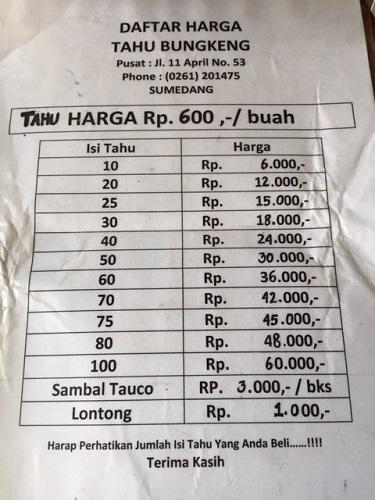 DAFTAR HARGA
TAHU BUNGKENG
Pusat : Jl. 11 April No. 53
Phone : (0261) 201475
SUMEDANG
TAHU HARGA Rp. 600 ,-/ buah
Isi Tahu Harga
10 Rp. 6.000,-
20 Rp. 12.000,-
25 Rp. 15.000,-
30 Rp. 18.000,-
40 Rp. 24.000,-
50 Rp. 30.000,-
60 Rp. 36.000,-
70 Rp. 42.000,-
75 Rp. 45.000,-
80 Rp. 48.000,-
100 Rp. 60.000,-
Sambal Tauco RP. 3.000,- / bks
Lontong Rp. 1.000,-
Harap Perhatikan Jumlah Isi Tahu Yang Anda Beli......!!!!
Terima Kasih